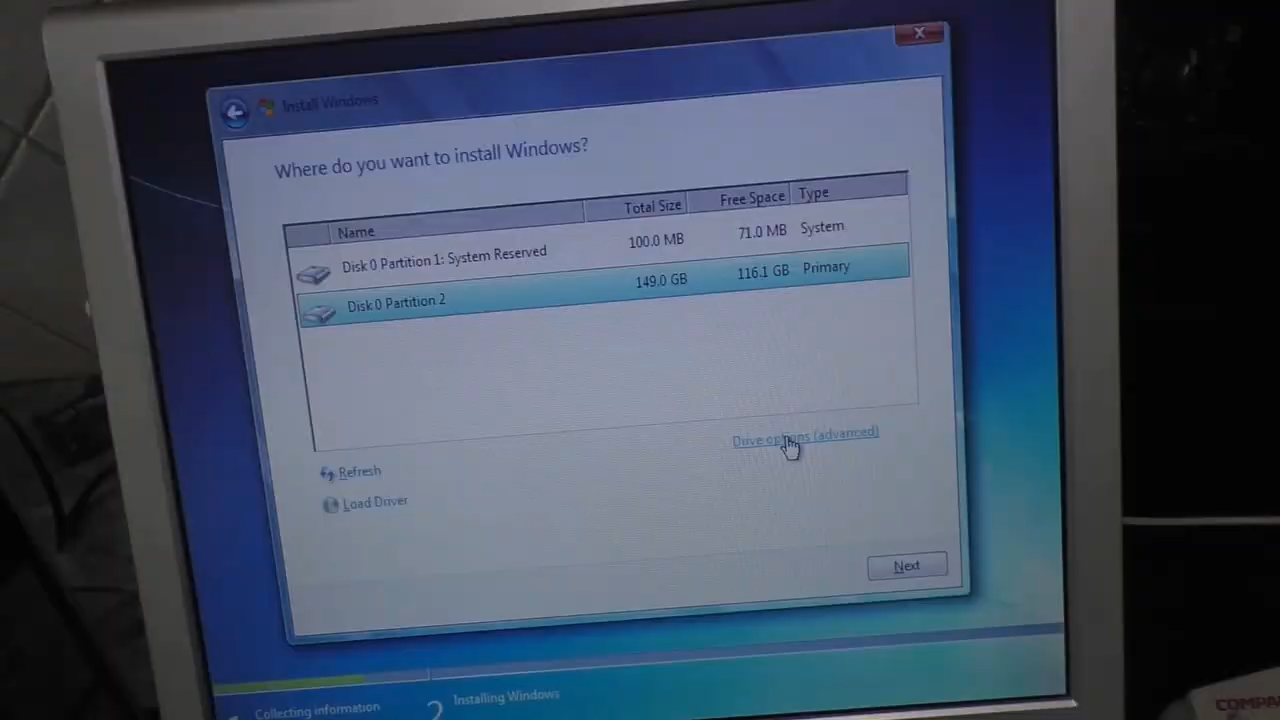 Install Windows
Where do you want to install Windows?
Name Total Size Free Space Type
Disk 0 Partition 1: System Reserved 100.0 MB 71.0 MB System
Disk 0 Partition 2 149.0 GB 116.1 GB Primary
Drive options (advanced)
Refresh
Load Driver
Next
Collecting information
2 Installing Windows